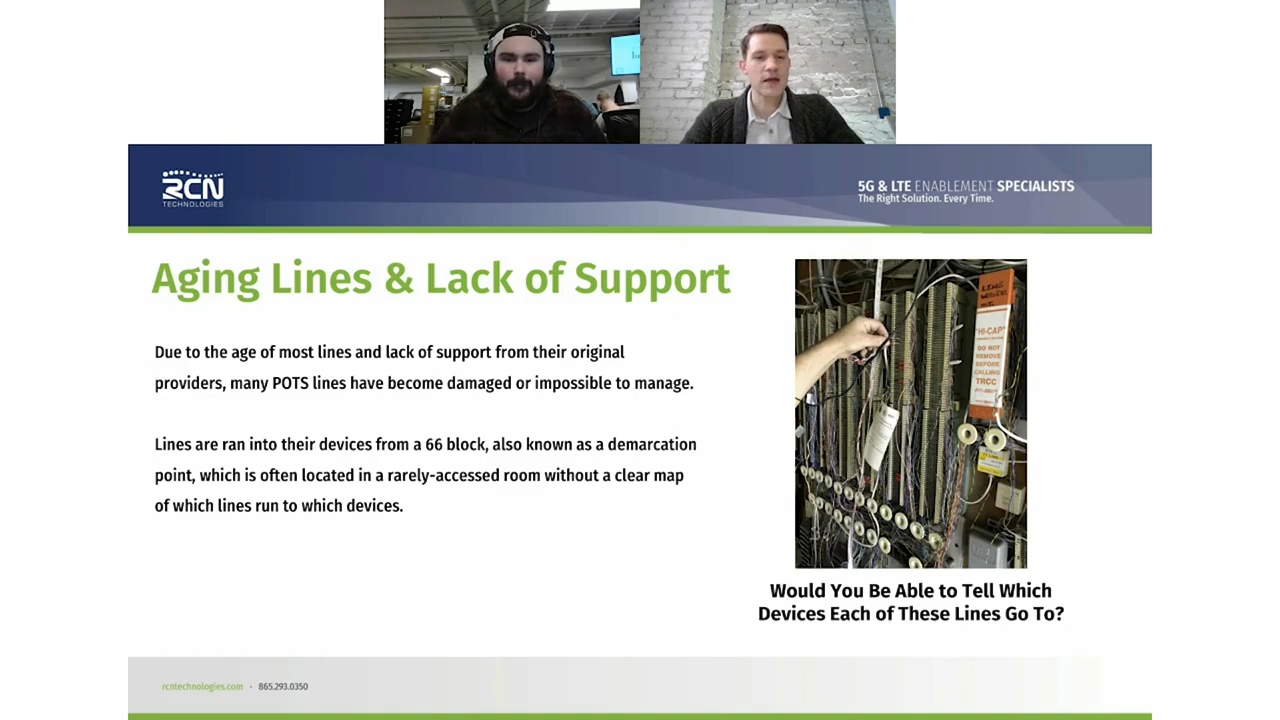 RCN
TECHNOLOGIES
5G & LTE ENABLEMENT SPECIALISTS
The Right Solution. Every Time.
Aging Lines & Lack of Support
Due to the age of most lines and lack of support from their original
providers, many POTS lines have become damaged or impossible to manage.
Lines are ran into their devices from a 66 block, also known as a demarcation
point, which is often located in a rarely-accessed room without a clear map
of which lines run to which devices.
"HI-CAP"
DO NOT
REMOVE
BEFORE
CALLING
TRCC
Would You Be Able to Tell Which
Devices Each of These Lines Go To?
rcntechnologies.com · 865.293.0350